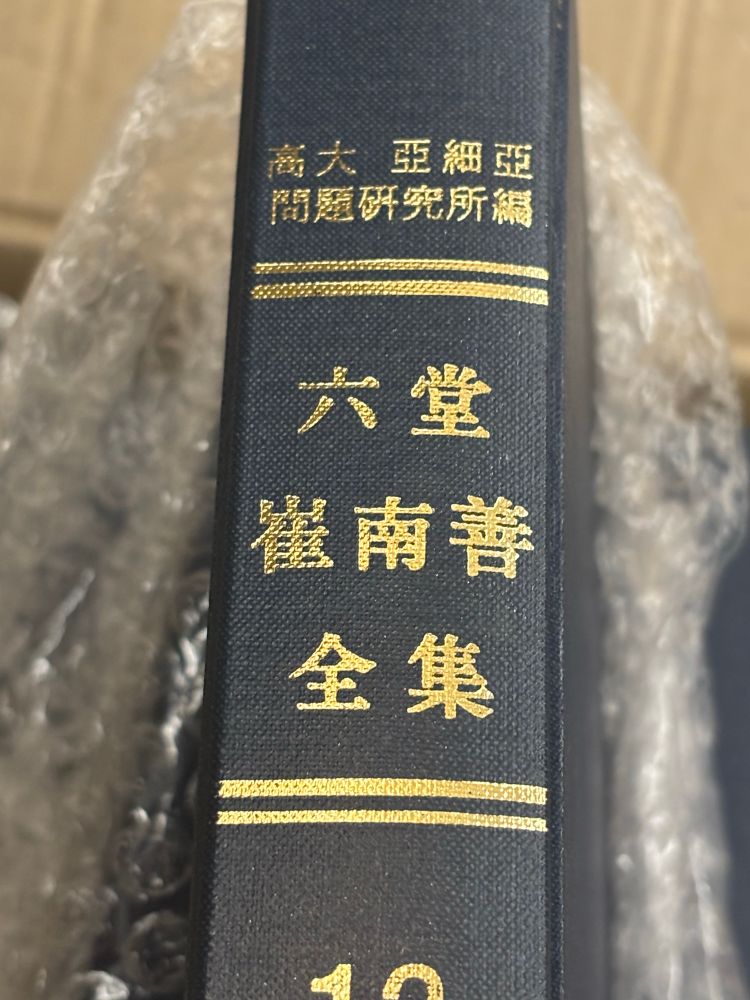 高大 亞細亞
問題研究所編
六堂
崔南善
全集